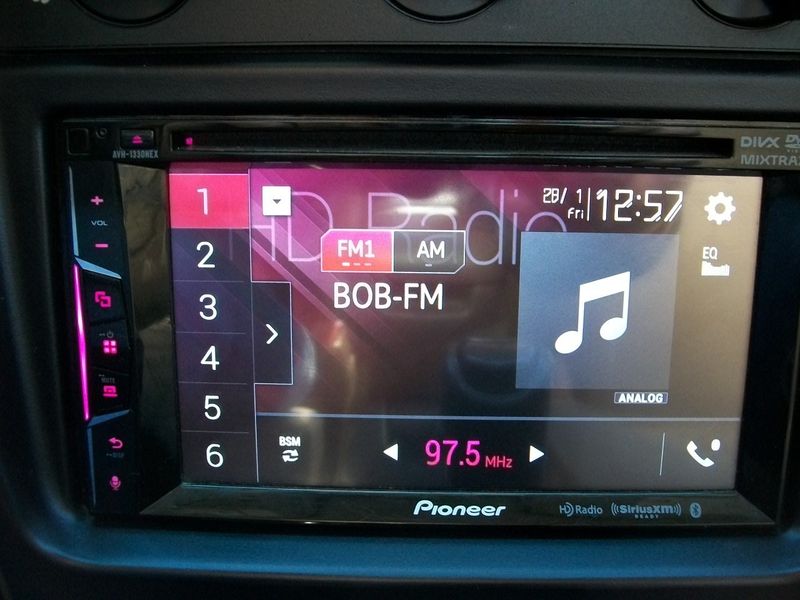 AVH-1330NEX
DIVX
MIXTRAX
VOL
MUTE
DISP
1
2
3
4
5
6
HD Radio
28/ 1
Fri
12:57
FM1
AM
BOB-FM
EQ
ANALOG
BSM
97.5 MHz
Pioneer
HD Radio
((SiriusXM))
READY